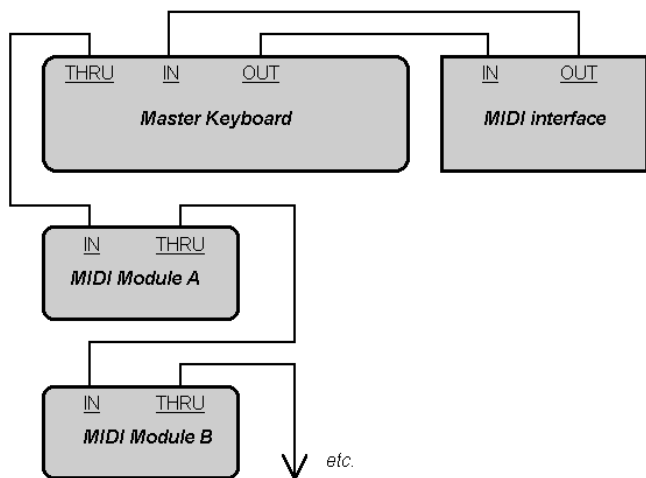 THRU IN OUT
IN OUT
Master Keyboard
MIDI interface
IN THRU
MIDI Module A
IN THRU
MIDI Module B
etc.